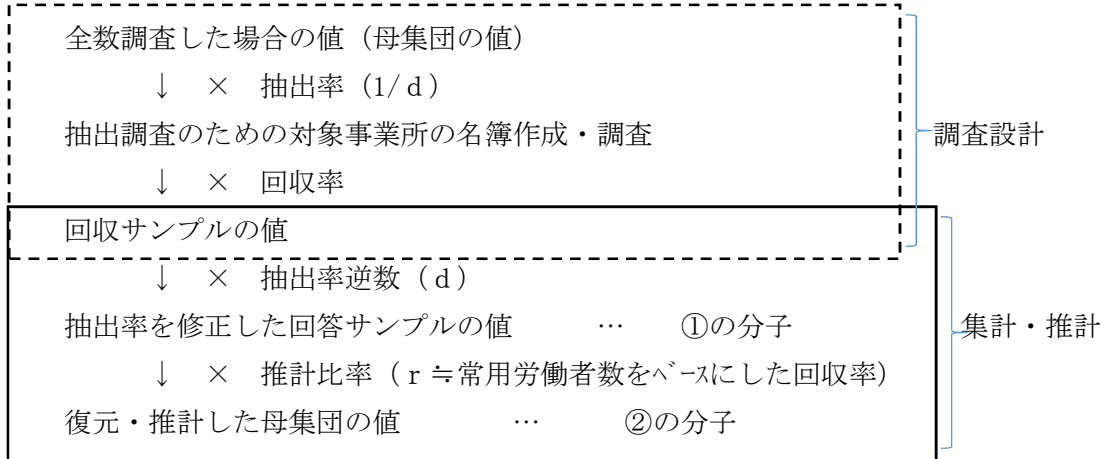 全数調査した場合の値（母集団の値）
↓　×　抽出率（1/ｄ）
抽出調査のための対象事業所の名簿作成・調査
調査設計
↓　×　回収率
回収サンプルの値
↓　×　抽出率逆数（ｄ）
抽出率を修正した回答サンプルの値　　…　　①の分子
集計・推計
↓　×　推計比率（ｒ≒常用労働者数をﾍﾞｰｽにした回収率）
復元・推計した母集団の値　　　…　　②の分子